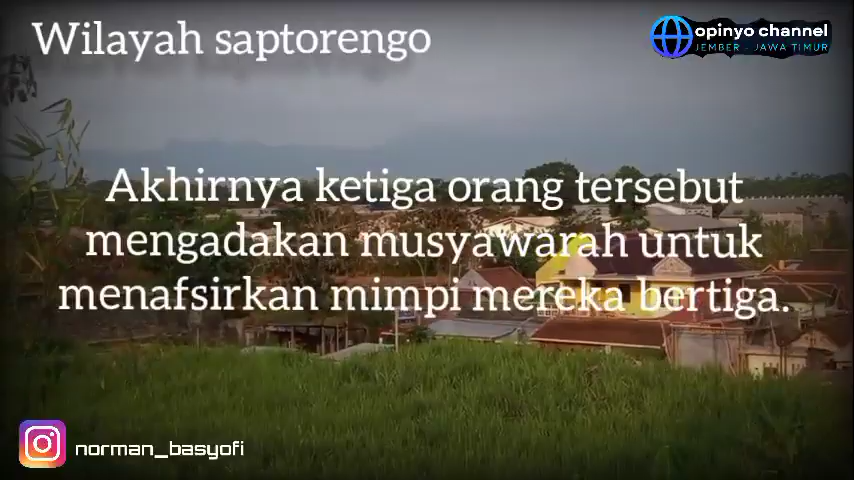 Wilayah saptorengo
opinyo channel
JEMBER - JAWA TIMUR
Akhirnya ketiga orang tersebut
mengadakan musyawarah untuk
menafsirkan mimpi mereka bertiga.
norman_basyofi